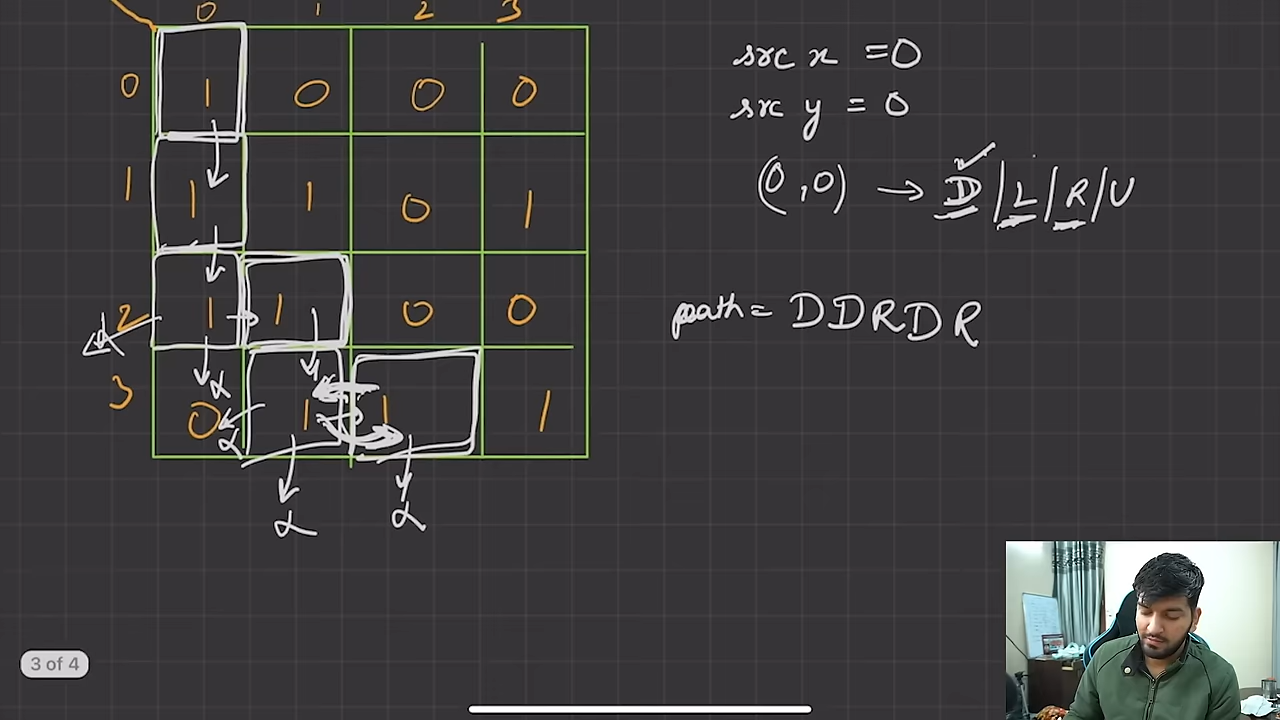 0 1 2 3
0 1 0 0 0
1 1 1 0 1
2 1 1 0 0
3 0 1 1 1
src x = 0
src y = 0
(0,0) → D/L/R/U
path = DDRDR
3 of 4